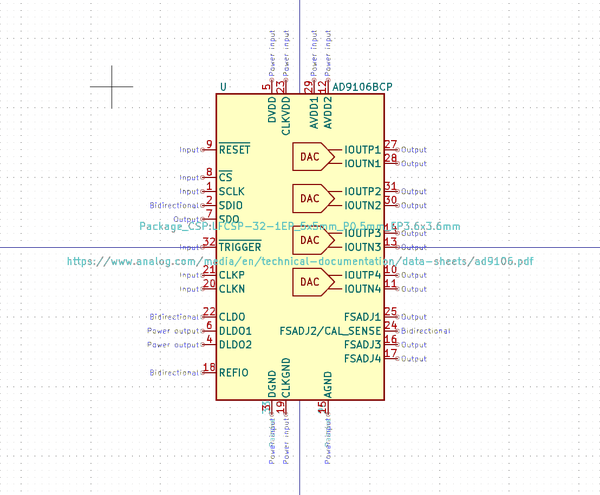 Power input
Power input
Power input
Power input
U
AD9106BCP
5
23
29
12
DVDD
CLKVDD
AVDD1
AVDD2
Input 9 RESET
DAC IOUTP1 27 Output
IOUTN1 28 Output
Input 8 CS
Input 1 SCLK
DAC IOUTP2 31 Output
Bidirectional 2 SDIO
IOUTN2 30 Output
Output 7 SDO
Package_CSP:LFCSP-32-1EP_5x5mm_P0.5mm_EP3.6x3.6mm
DAC IOUTP3 Output
Input 32 TRIGGER
IOUTN3 13 Output
https://www.analog.com/media/en/technical-documentation/data-sheets/ad9106.pdf
Input 21 CLKP
DAC IOUTP4 10 Output
Input 20 CLKN
IOUTN4 11 Output
Bidirectional 22 CLDO
FSADJ1 25 Output
Power output 6 DLDO1
FSADJ2/CAL_SENSE 24 Bidirectional
Power output 4 DLDO2
FSADJ3 16 Output
FSADJ4 17 Output
Bidirectional 18 REFIO
DGND
CLKGND
AGND
3
19
15
Power input
Power input
Power input